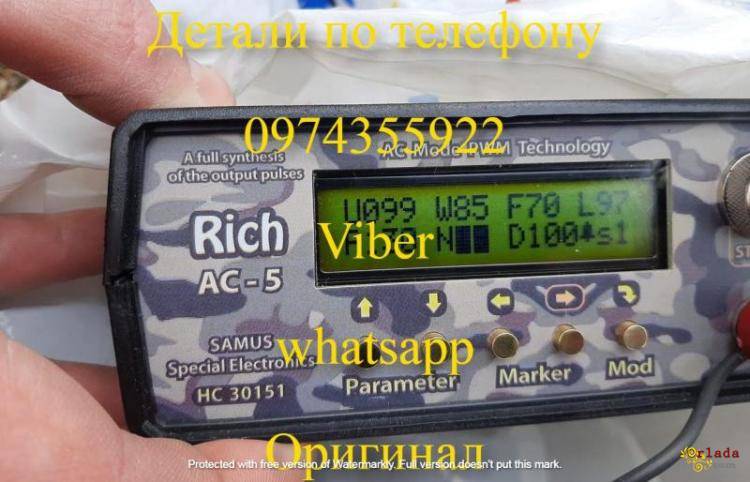 Детали по телефону
0974355922
AC-Mode PWM Technology
A full synthesis
of the output pulses
U099 W85 F70 L97
Rich
Viber
D100*s1
AC - 5
SAMUS
Special Electronics
whatsapp
HC 30151
Parameter
Marker
Mod
Оригинал
Orlada
Protected with free version of Watermarkly. Full version doesn't put this mark.